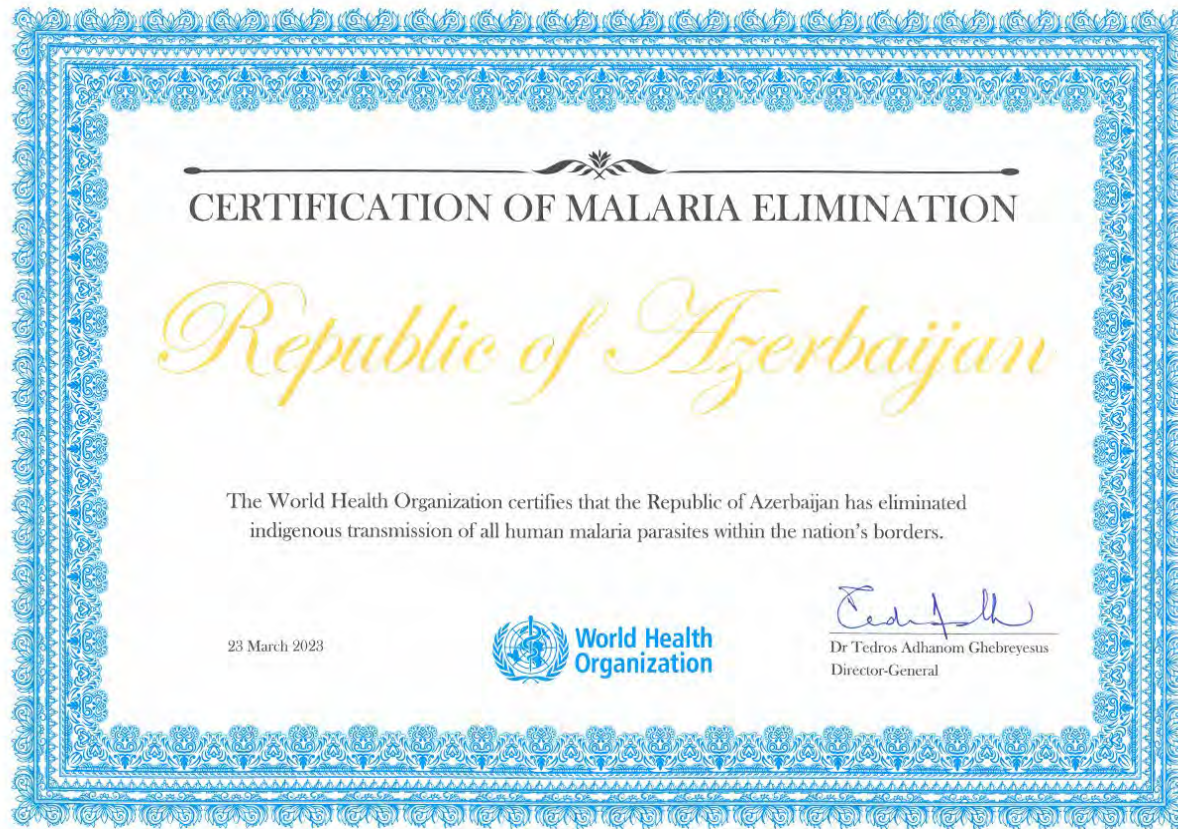 CERTIFICATION OF MALARIA ELIMINATION
Republic of Azerbaijan
The World Health Organization certifies that the Republic of Azerbaijan has eliminated
indigenous transmission of all human malaria parasites within the nation's borders.
23 March 2023
World Health
Organization
Dr Tedros Adhanom Ghebreyesus
Director-General